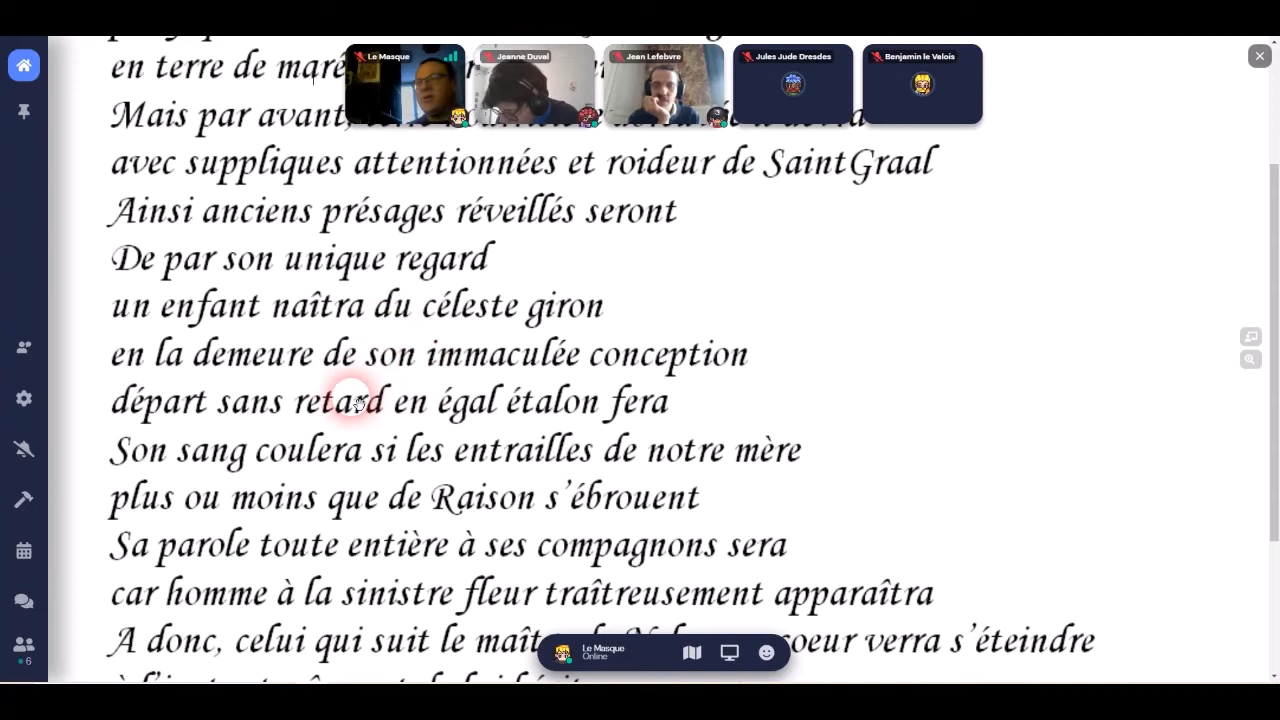 Le Masque
Jeanne Duval
Jean Lefebvre
Jules Jude Dresdes
Benjamin le Valois
en terre de
Mais par avant,
avec suppliques attentionnées et roideur de Saint Graal
Ainsi anciens présages réveillés seront
De par son unique regard
un enfant naîtra du céleste giron
en la demeure de son immaculée conception
départ sans retard en égal étalon fera
Son sang coulera si les entrailles de notre mère
plus ou moins que de Raison s'ébrouent
Sa parole toute entière à ses compagnons sera
car homme à la sinistre fleur traîtreusement apparaîtra
A donc, celui qui suit le coeur verra s'éteindre
Le Masque
Online
6